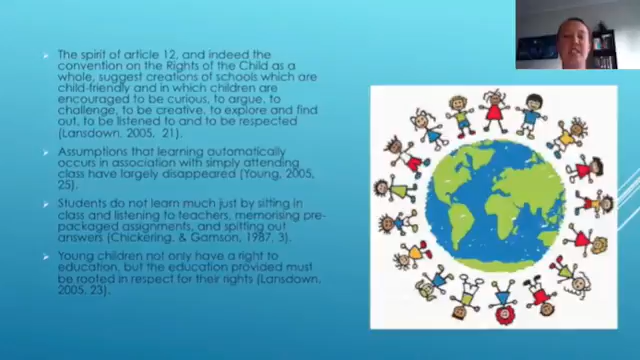 The spirit of article 12, and indeed the
convention on the Rights of the Child as a
whole, suggest creations of schools which are
child-friendly and in which children are
encouraged to be curious, to argue, to
challenge, to be creative, to explore and find
out, to be listened to and to be respected
(Lansdown, 2005, 21).
Assumptions that learning automatically
occurs in association with simply attending
class have largely disappeared (Young, 2005,
25).
Students do not learn much just by sitting in
class and listening to teachers, memorising pre-
packaged assignments, and spitting out
answers (Chickering, & Gamson, 1987, 3).
Young children not only have a right to
education, but the education provided must
be rooted in respect for their rights (Lansdown,
2005, 23).